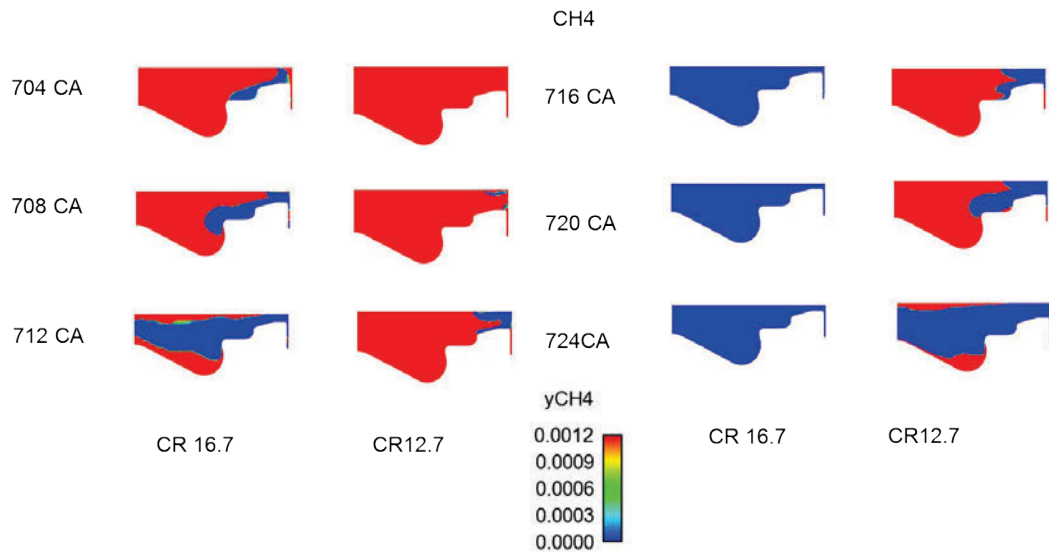 CH4
704 CA
716 CA
708 CA
720 CA
712 CA
724CA
yCH4
0.0012
0.0009
0.0006
0.0003
0.0000
CR 16.7
CR12.7
CR 16.7
CR12.7